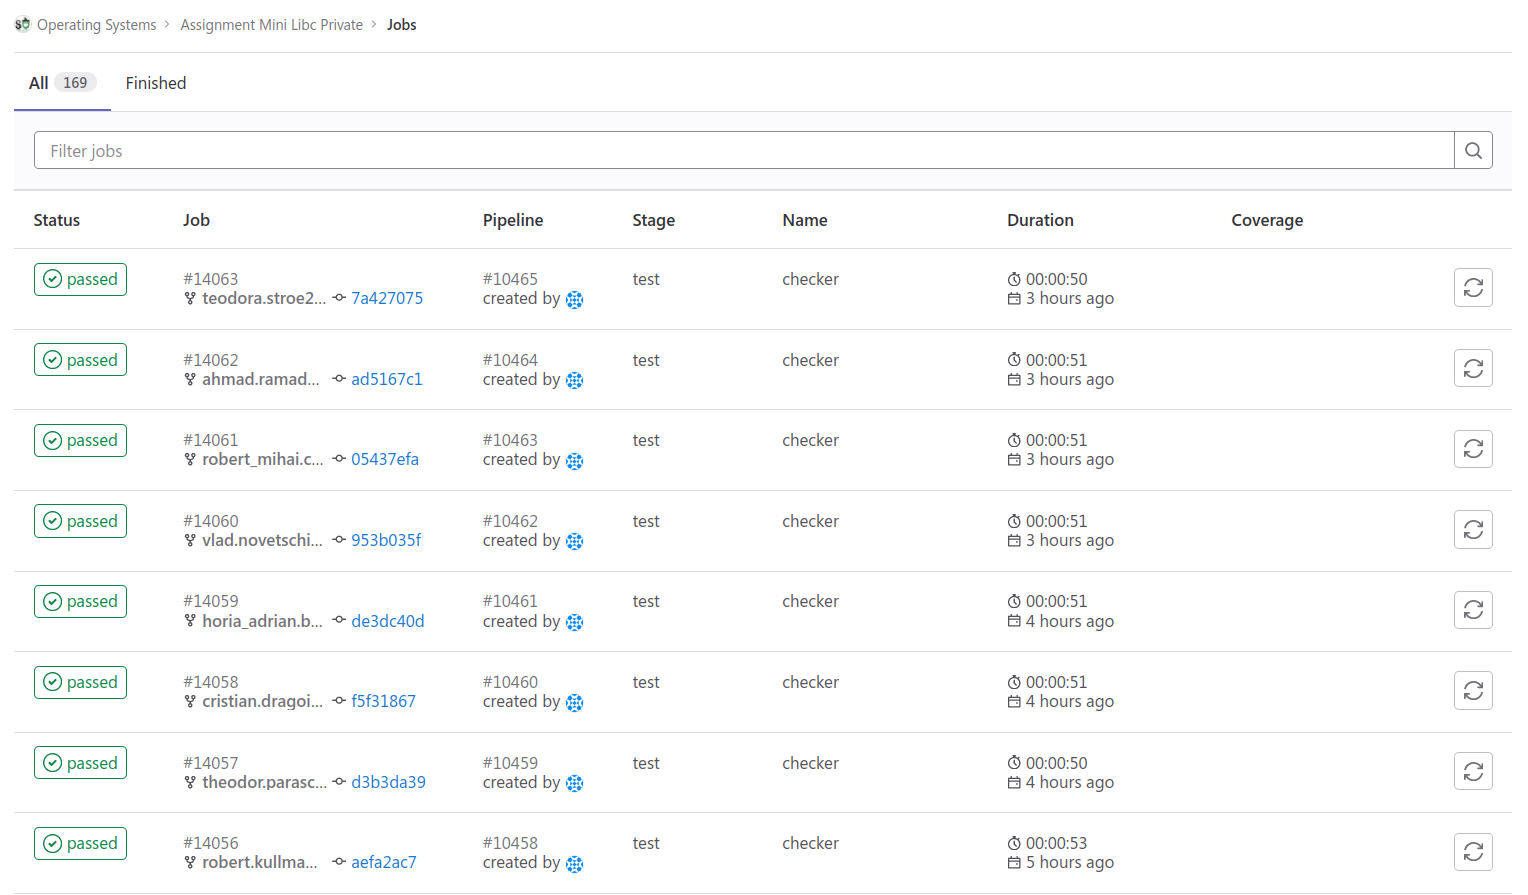 Operating Systems > Assignment Mini Libc Private > Jobs
All 169 Finished
Filter jobs
Status Job Pipeline Stage Name Duration Coverage
passed #14063 #10465 test checker 00:00:50
teodora.stroe2... 7a427075 created by 3 hours ago
passed #14062 #10464 test checker 00:00:51
ahmad.ramad... ad5167c1 created by 3 hours ago
passed #14061 #10463 test checker 00:00:51
robert_mihai.c... 05437efa created by 3 hours ago
passed #14060 #10462 test checker 00:00:51
vlad.novetschi... 953b035f created by 3 hours ago
passed #14059 #10461 test checker 00:00:51
horia_adrian.b... de3dc40d created by 4 hours ago
passed #14058 #10460 test checker 00:00:51
cristian.dragoi... f5f31867 created by 4 hours ago
passed #14057 #10459 test checker 00:00:50
theodor.parasc... d3b3da39 created by 4 hours ago
passed #14056 #10458 test checker 00:00:53
robert.kullma... aefa2ac7 created by 5 hours ago